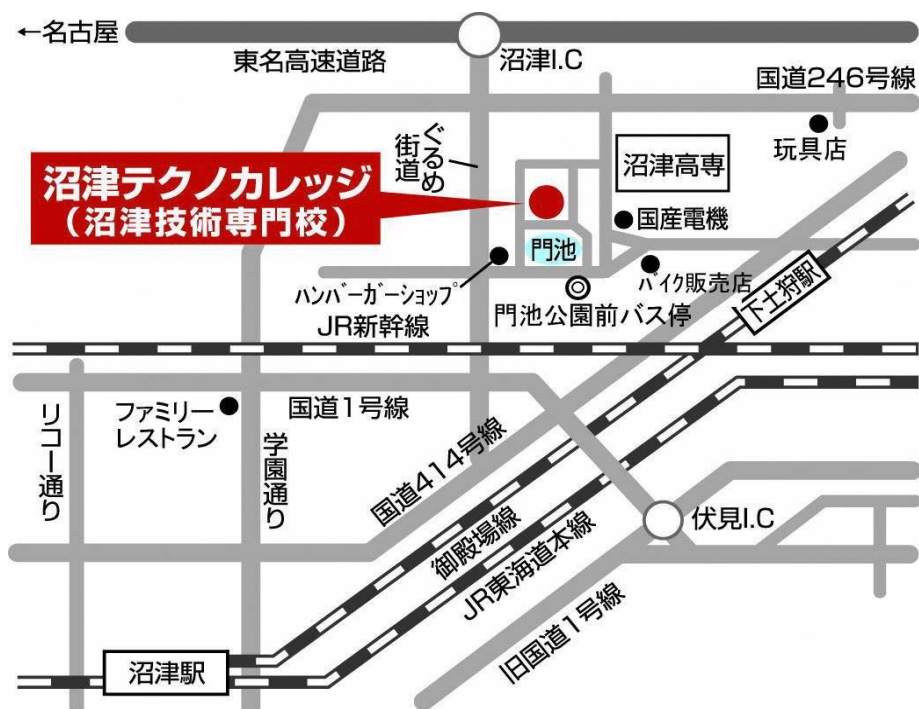 ←名古屋
東名高速道路
沼津I.C
国道246号線
玩具店
ぐるめ
街道
沼津高専
沼津テクノカレッジ
(沼津技術専門校)
国産電機
門池
ﾊﾝﾊﾞｰｶﾞｰｼｮｯﾌﾟ
ﾊﾞｲｸ販売店
下土狩駅
門池公園前バス停
JR新幹線
国道1号線
ファミリー
レストラン
リコー通り
学園通り
国道414号線
御殿場線
JR東海道本線
伏見I.C
旧国道1号線
沼津駅